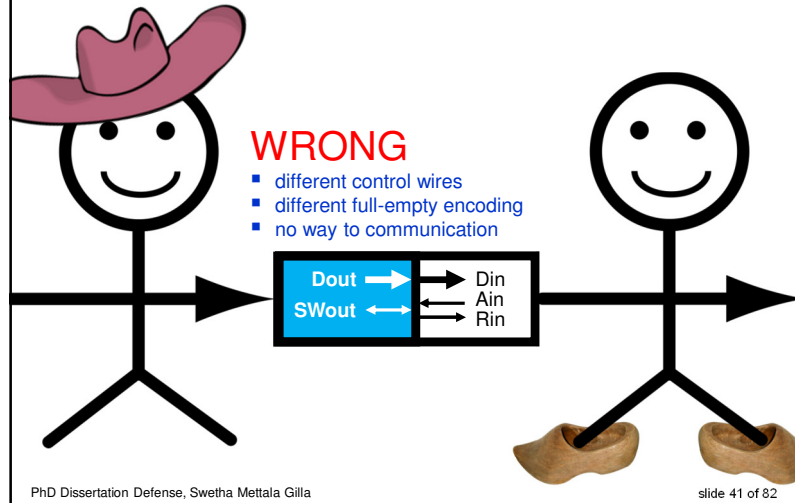 WRONG
▪ different control wires
▪ different full-empty encoding
▪ no way to communication
Dout
SWout
Din
Ain
Rin
PhD Dissertation Defense, Swetha Mettala Gilla
slide 41 of 82